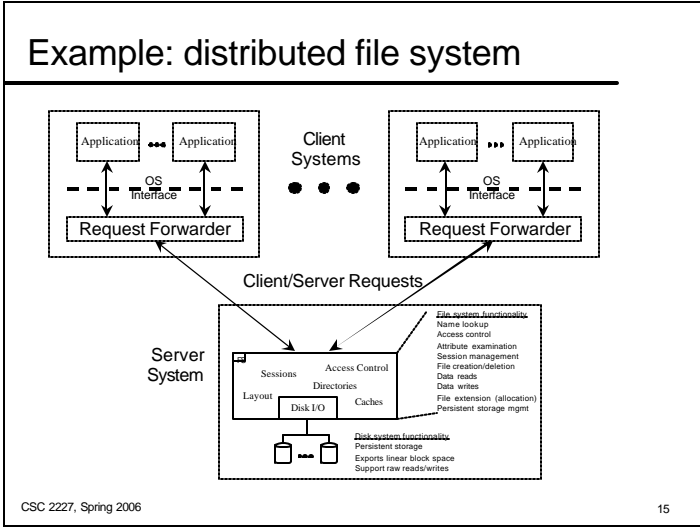 Example: distributed file system
Application
Application
OS
Interface
Request Forwarder
Client
Systems
Application
Application
OS
Interface
Request Forwarder
Client/Server Requests
Server
System
Sessions
Access Control
Directories
Layout
Disk I/O
Caches
File system functionality
Name lookup
Access control
Attribute examination
Session management
File creation/deletion
Data reads
Data writes
File extension (allocation)
Persistent storage mgmt
Disk system functionality
Persistent storage
Exports linear block space
Support raw reads/writes
CSC 2227, Spring 2006
15